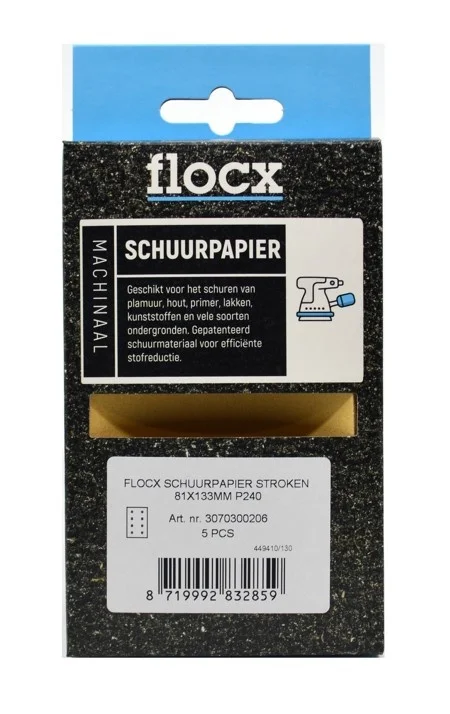 flocx
MACHINAAL
SCHUURPAPIER
Geschikt voor het schuren van
plamuur, hout, primer, lakken,
kunststoffen en vele soorten
ondergronden. Gepatenteerd
schuurmateriaal voor efficiënte
stofreductie.
FLOCX SCHUURPAPIER STROKEN
81X133MM P240
Art. nr. 3070300206
5 PCS
449410/130
8 719992 832859